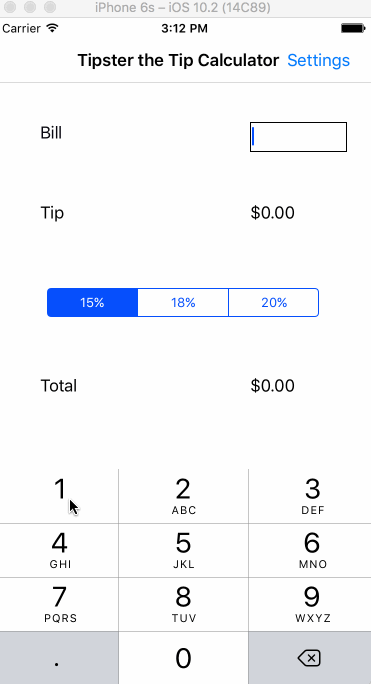 iPhone 6s – iOS 10.2 (14C89)
Carrier 3:12 PM
Tipster the Tip Calculator Settings
Bill
Tip $0.00
15% 18% 20%
Total $0.00
1 2 3
ABC DEF
4 5 6
GHI JKL MNO
7 8 9
PQRS TUV WXYZ
. 0